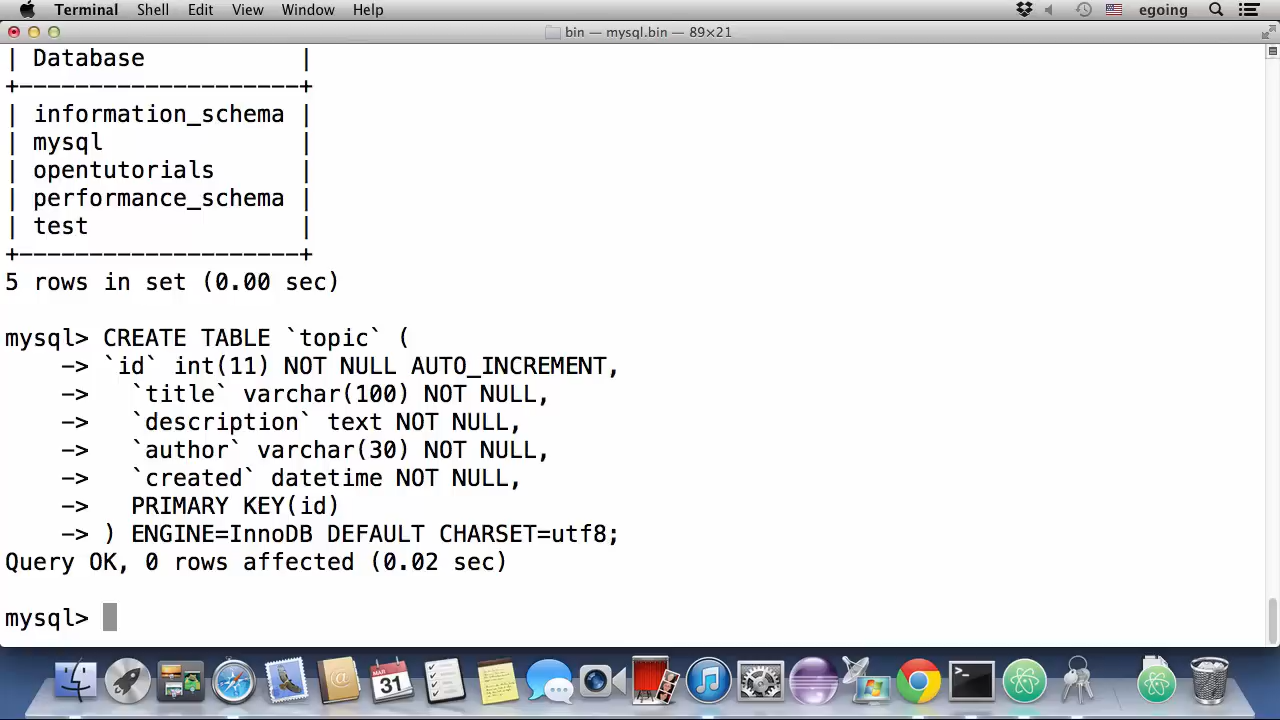 Terminal Shell Edit View Window Help egoing
bin — mysql.bin — 89×21
| Database |
+--------------------+
| information_schema |
| mysql |
| opentutorials |
| performance_schema |
| test |
+--------------------+
5 rows in set (0.00 sec)
mysql> CREATE TABLE `topic` (
-> `id` int(11) NOT NULL AUTO_INCREMENT,
-> `title` varchar(100) NOT NULL,
-> `description` text NOT NULL,
-> `author` varchar(30) NOT NULL,
-> `created` datetime NOT NULL,
-> PRIMARY KEY(id)
-> ) ENGINE=InnoDB DEFAULT CHARSET=utf8;
Query OK, 0 rows affected (0.02 sec)
mysql>
MAR
31